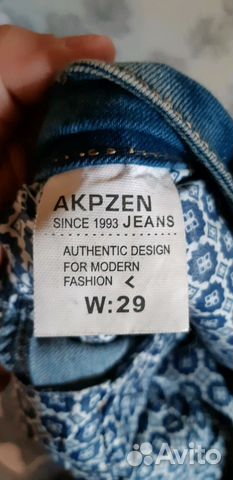 AKPZEN
SINCE 1993 JEANS
AUTHENTIC DESIGN
FOR MODERN
FASHION <
W:29
Avito